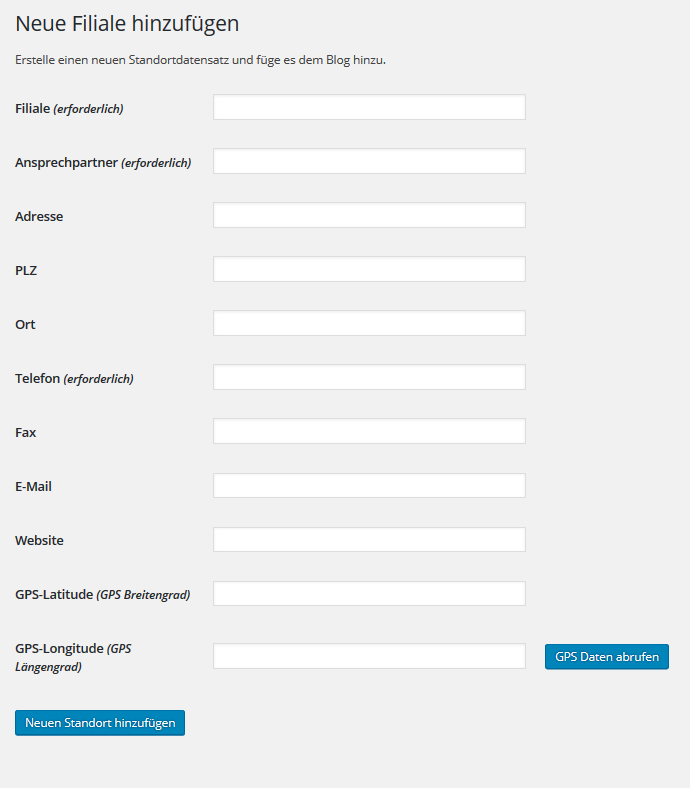 Neue Filiale hinzufügen
Erstelle einen neuen Standortdatensatz und füge es dem Blog hinzu.
Filiale (erforderlich)
Ansprechpartner (erforderlich)
Adresse
PLZ
Ort
Telefon (erforderlich)
Fax
E-Mail
Website
GPS-Latitude (GPS Breitengrad)
GPS-Longitude (GPS
Längengrad)
GPS Daten abrufen
Neuen Standort hinzufügen